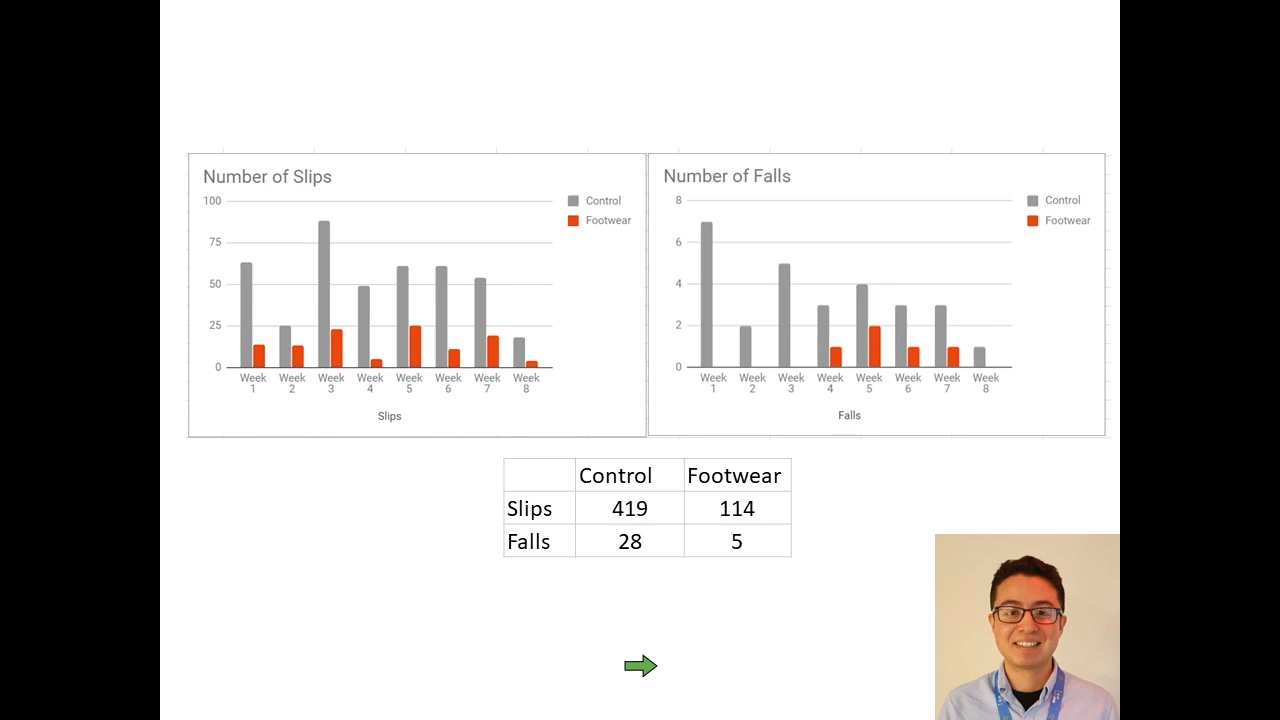 Number of Slips
100
75
50
25
0
Control
Footwear
Week 1
Week 2
Week 3
Week 4
Week 5
Week 6
Week 7
Week 8
Slips
Number of Falls
8
6
4
2
0
Control
Footwear
Week 1
Week 2
Week 3
Week 4
Week 5
Week 6
Week 7
Week 8
Falls
Control Footwear
Slips 419 114
Falls 28 5